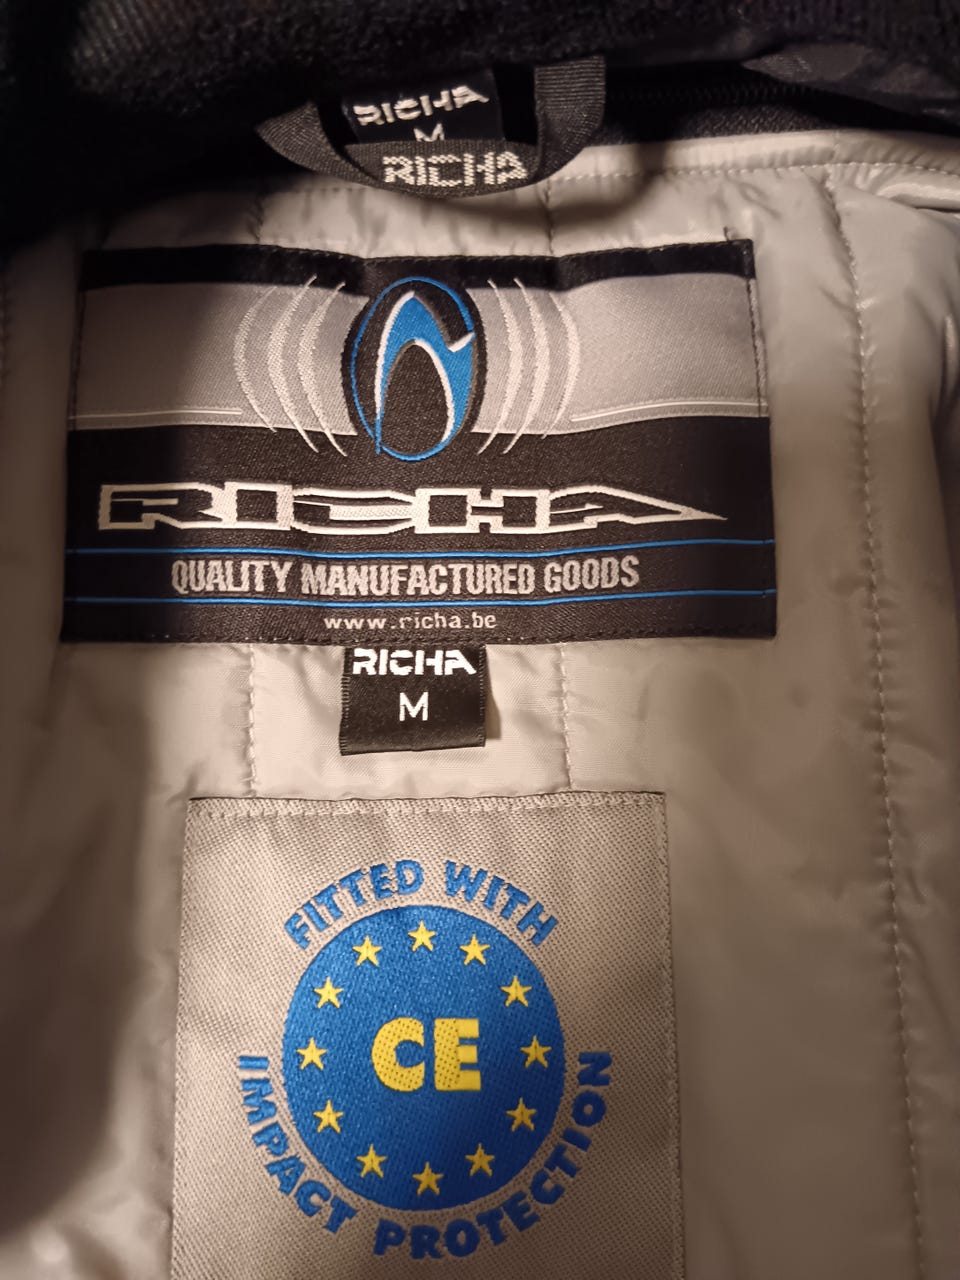 RICHA
M
RICHA
RICHA
QUALITY MANUFACTURED GOODS
www.richa.be
RICHA
M
FITTED WITH
CE
IMPACT PROTECTION